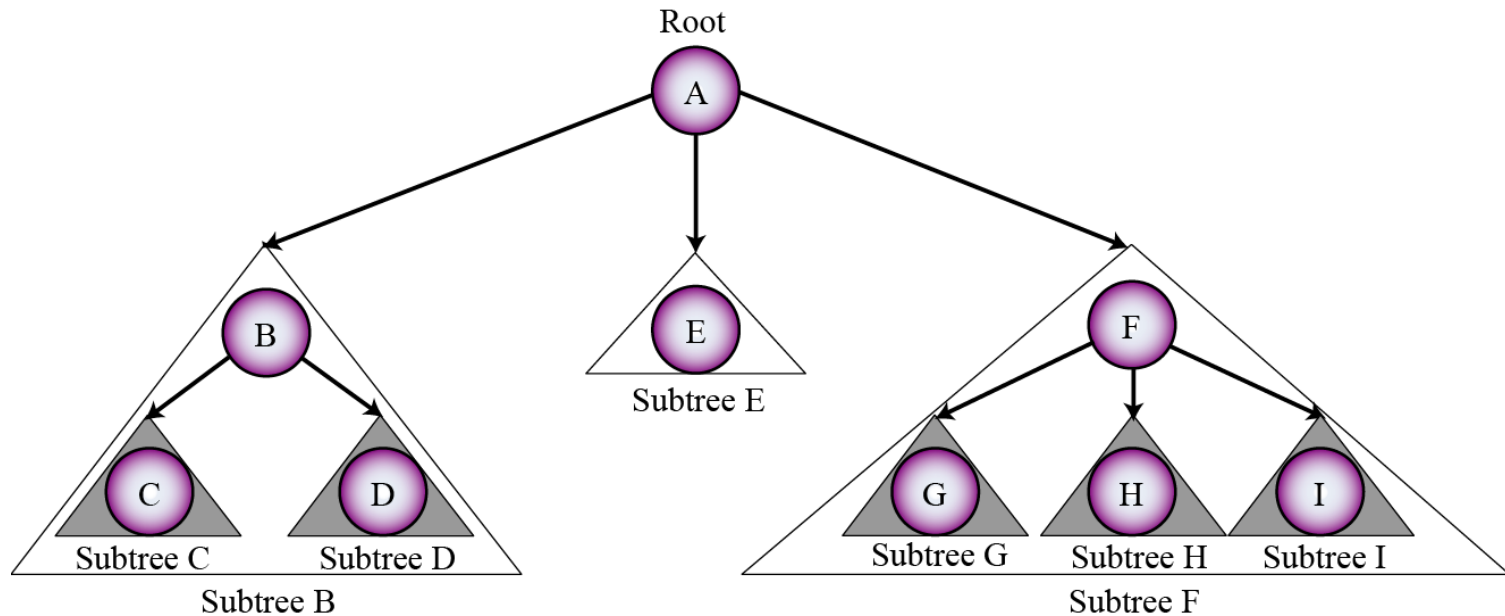 Root
A
B
E
F
Subtree E
C
D
G
H
I
Subtree C
Subtree D
Subtree G
Subtree H
Subtree I
Subtree B
Subtree F